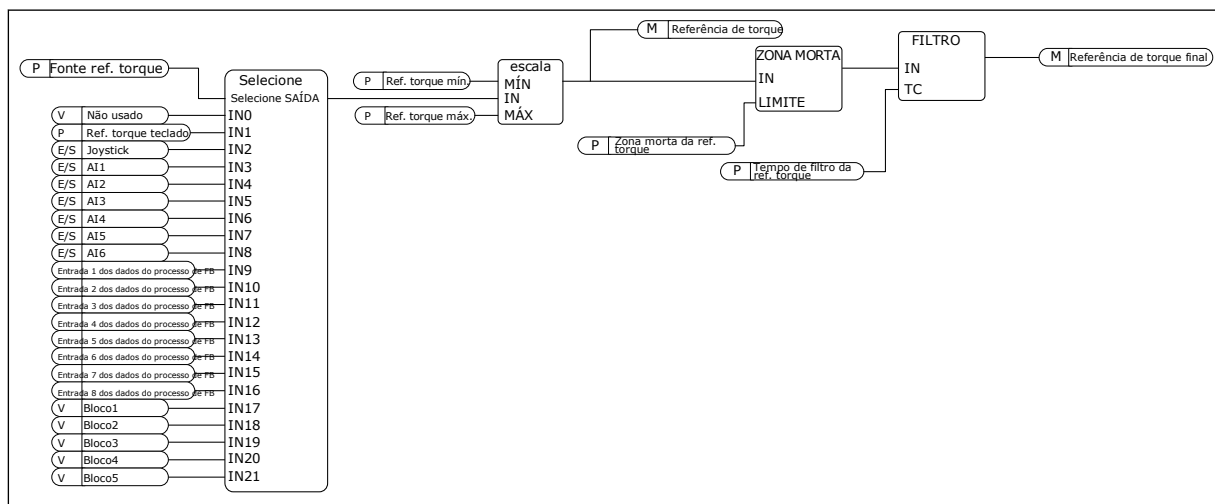 M Referência de torque
P Fonte ref. torque
Selecione
Selecione SAÍDA
V Não usado IN0
P Ref. torque teclado IN1
E/S Joystick IN2
E/S AI1 IN3
E/S AI2 IN4
E/S AI3 IN5
E/S AI4 IN6
E/S AI5 IN7
E/S AI6 IN8
Entrada 1 dos dados do processo de FB IN9
Entrada 2 dos dados do processo de FB IN10
Entrada 3 dos dados do processo de FB IN11
Entrada 4 dos dados do processo de FB IN12
Entrada 5 dos dados do processo de FB IN13
Entrada 6 dos dados do processo de FB IN14
Entrada 7 dos dados do processo de FB IN15
Entrada 8 dos dados do processo de FB IN16
V Bloco1 IN17
V Bloco2 IN18
V Bloco3 IN19
V Bloco4 IN20
V Bloco5 IN21
P Ref. torque mín.
P Ref. torque máx.
escala
MÍN
IN
MÁX
P Zona morta da ref.
torque
ZONA MORTA
IN
LIMITE
P Tempo de filtro da
ref. torque
FILTRO
IN
TC
M Referência de torque final